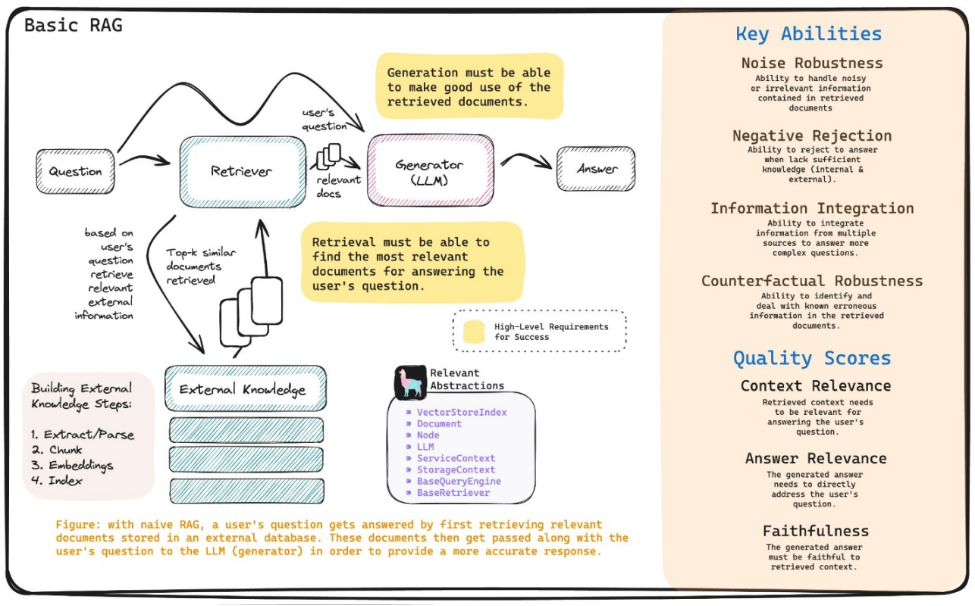 Basic RAG
Generation must be able
to make good use of the
retrieved documents.
user's
question
Question
Retriever
relevant
docs
Generator
(LLM)
Answer
based on
user's
question
retrieve
relevant
external
information
Top-k similar
documents
retrieved
Retrieval must be able to
find the most relevant
documents for answering the
user's question.
High-Level Requirements
for Success
Building External
Knowledge Steps:
1. Extract/Parse
2. Chunk
3. Embeddings
4. Index
External Knowledge
Relevant
Abstractions
VectorStoreIndex
Document
Node
LLM
ServiceContext
StorageContext
BaseQueryEngine
BaseRetriever
Figure: with naive RAG, a user's question gets answered by first retrieving relevant
documents stored in an external database. These documents then get passed along with the
user's question to the LLM (generator) in order to provide a more accurate response.
Key Abilities
Noise Robustness
Ability to handle noisy
or irrelevant information
contained in retrieved
documents
Negative Rejection
Ability to reject to answer
when lack sufficient
knowledge (internal &
external).
Information Integration
Ability to integrate
information from multiple
sources to answer more
complex questions.
Counterfactual Robustness
Ability to identify and
deal with known erroneous
information in the retrieved
documents.
Quality Scores
Context Relevance
Retrieved context needs
to be relevant for
answering the user's
question.
Answer Relevance
The generated answer
needs to directly
address the user's
question.
Faithfulness
The generated answer
must be faithful to
retrieved context.